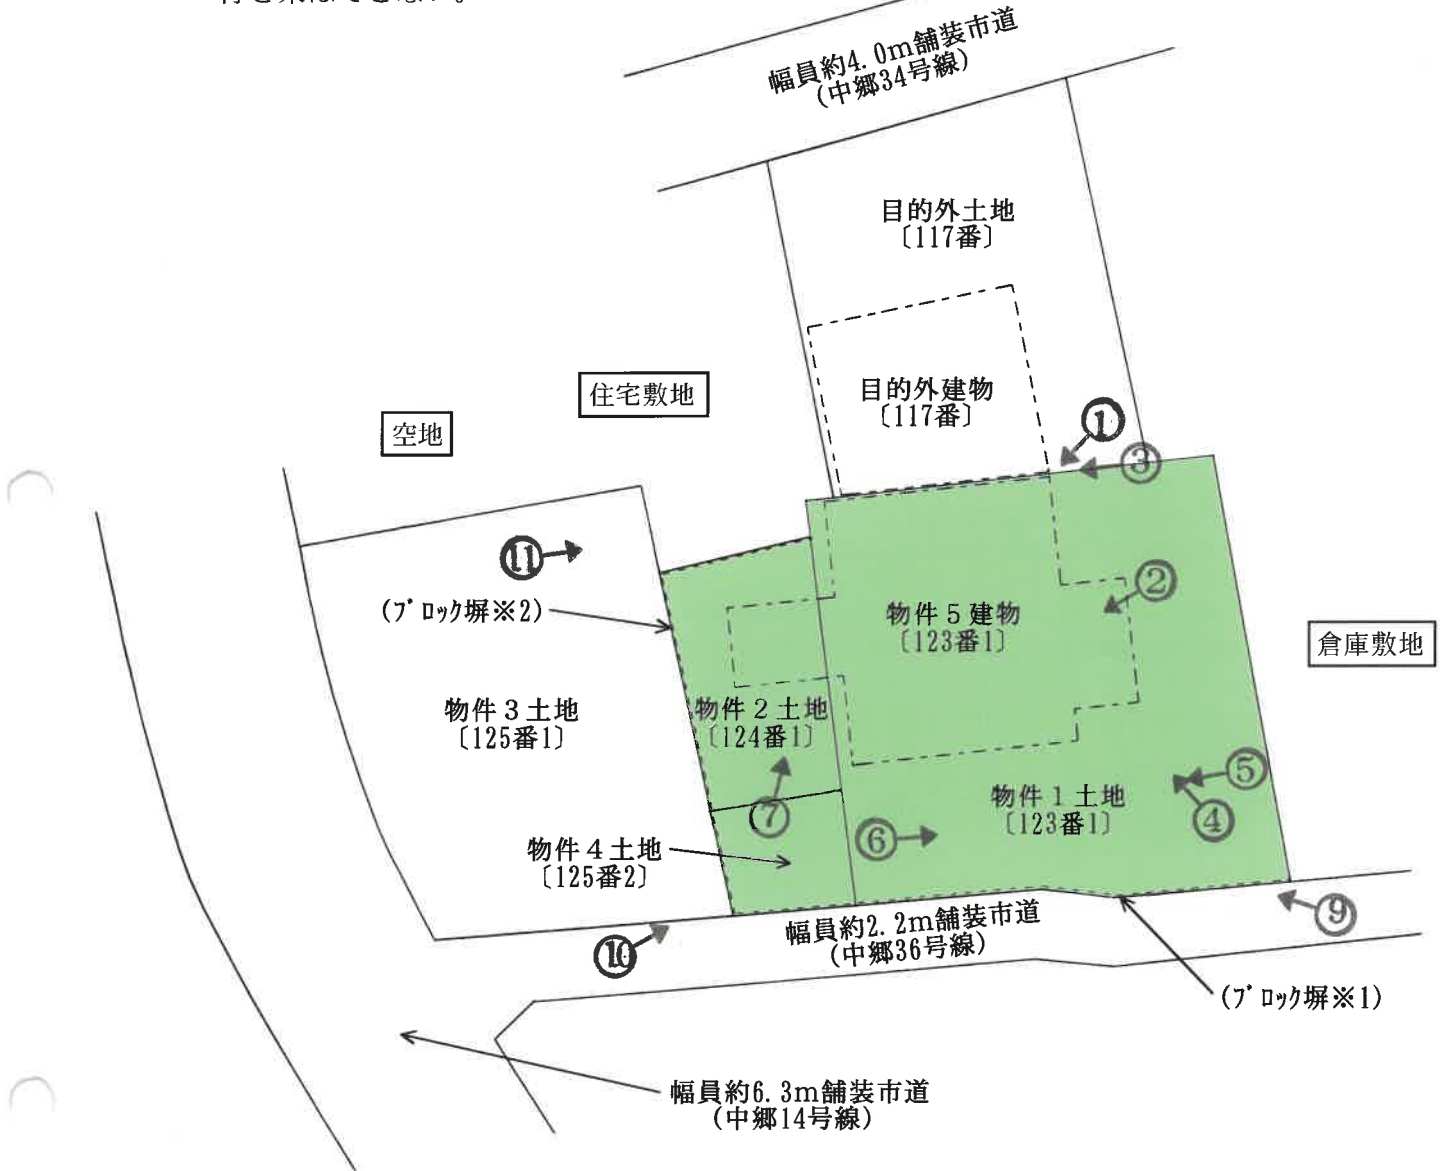 幅員約4.0m舗装市道
(中郷34号線)
目的外土地
〔117番〕
目的外建物
〔117番〕
住宅敷地
空地
①
③
⑪
②
(ブロック塀※2)
物件5建物
〔123番1〕
倉庫敷地
物件3土地
〔125番1〕
物件2土地
〔124番1〕
⑤
物件1土地
〔123番1〕
④
⑦
⑥
物件4土地
〔125番2〕
⑨
幅員約2.2m舗装市道
(中郷36号線)
⑩
(ブロック塀※1)
幅員約6.3m舗装市道
(中郷14号線)